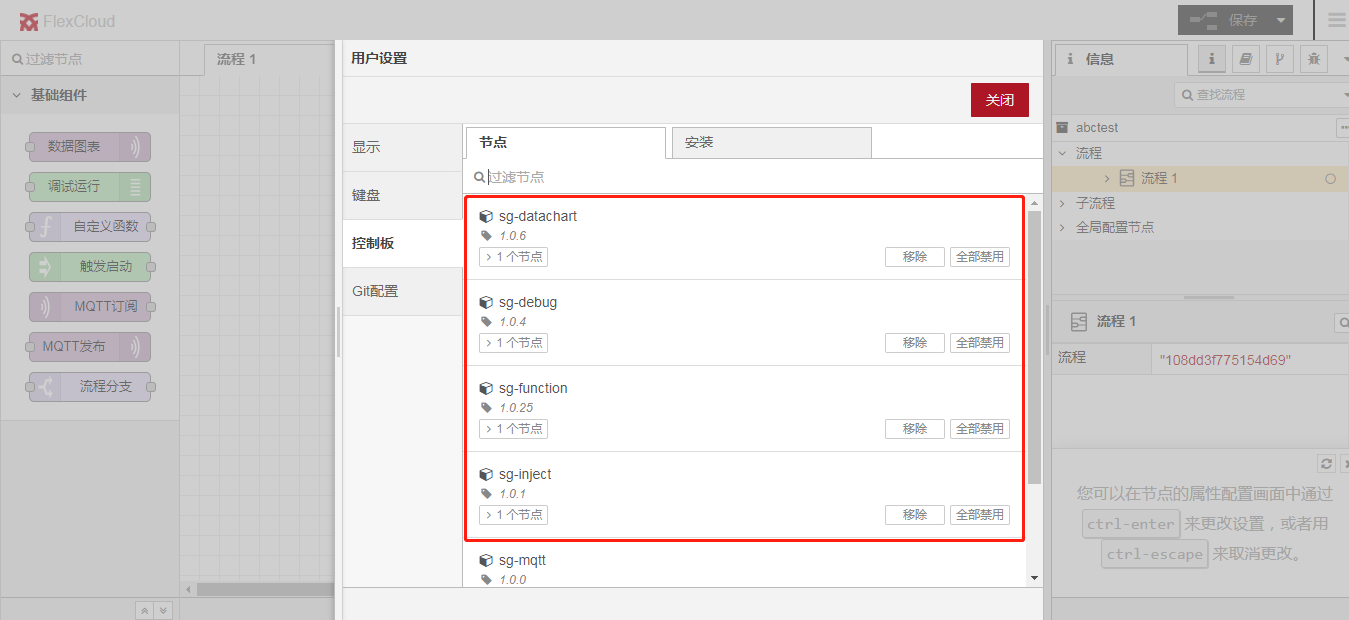 FlexCloud
保存
过滤节点
流程 1
基础组件
数据图表
调试运行
自定义函数
触发启动
MQTT订阅
MQTT发布
流程分支
用户设置
关闭
显示
键盘
控制板
Git配置
节点
安装
过滤节点
sg-datachart
1.0.6
1 个节点
移除
全部禁用
sg-debug
1.0.4
1 个节点
移除
全部禁用
sg-function
1.0.25
1 个节点
移除
全部禁用
sg-inject
1.0.1
1 个节点
移除
全部禁用
sg-mqtt
1.0.0
信息
查找流程
abctest
流程
流程 1
子流程
全局配置节点
流程 1
流程
"108dd3f775154d69"
您可以在节点的属性配置画面中通过
ctrl-enter 来更改设置，或者用
ctrl-escape 来取消更改。